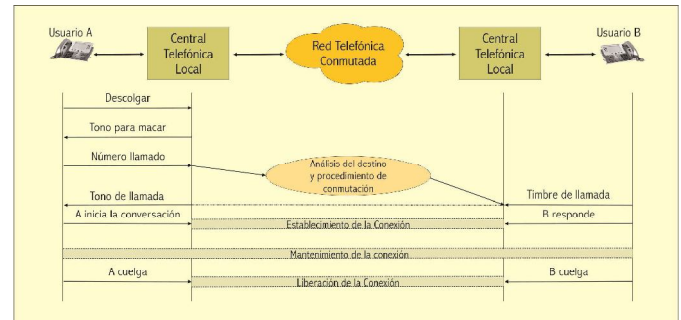 Usuario A
Central
Telefónica
Local
Red Telefónica
Conmutada
Central
Telefónica
Local
Usuario B
Descolgar
Tono para macar
Número llamado
Análisis del destino
y procedimiento de
conmutación
Tono de llamada
Timbre de llamada
A inicia la conversación
Establecimiento de la Conexión
B responde
Mantenimiento de la conexión
A cuelga
Liberación de la Conexión
B cuelga